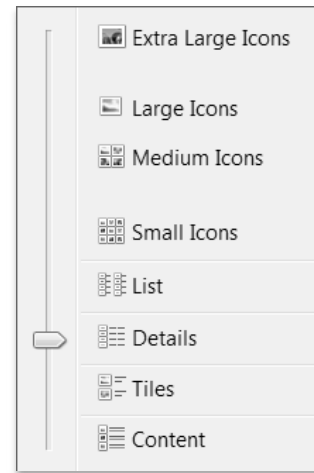 Extra Large Icons
Large Icons
Medium Icons
Small Icons
List
Details
Tiles
Content